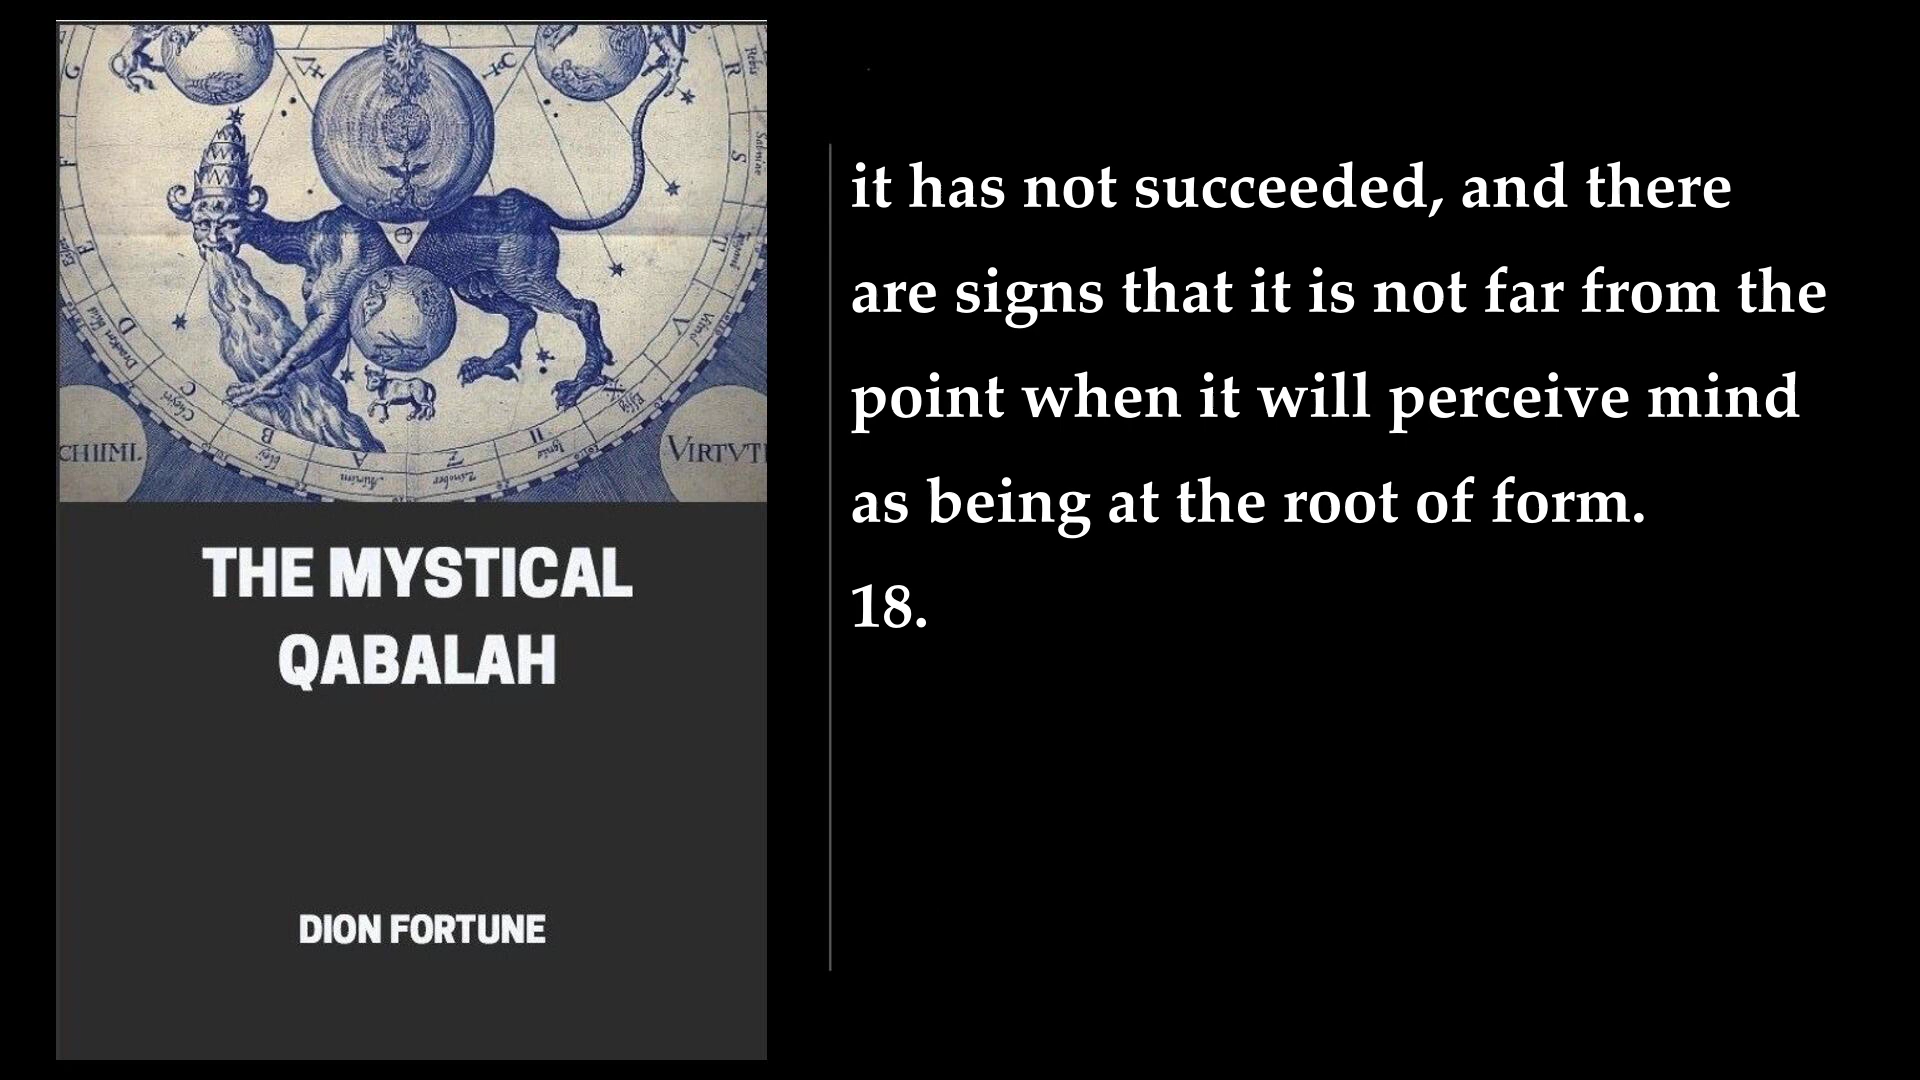 CHIIMI.
VIRTVTI
THE MYSTICAL
QABALAH
DION FORTUNE
it has not succeeded, and there
are signs that it is not far from the
point when it will perceive mind
as being at the root of form.
18.